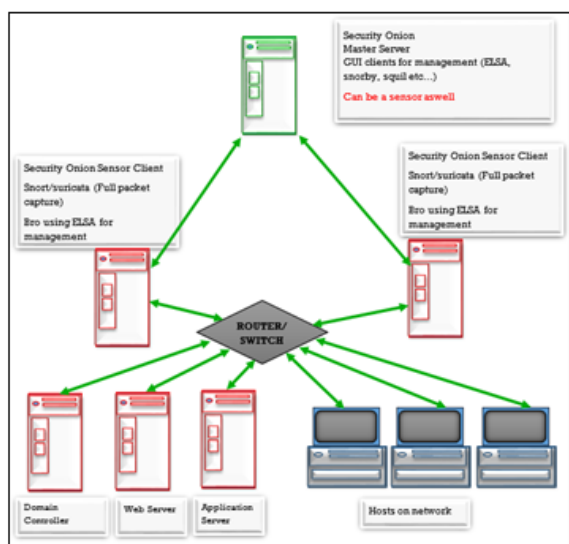 Security Onion
Master Server
GUI clients for management (ELSA,
snorby, squil etc...)
Can be a sensor aswell
Security Onion Sensor Client
Snort/suricata (Full packet
capture)
Bro using ELSA for
management
Security Onion Sensor Client
Snort/suricata (Full packet
capture)
Bro using ELSA for
management
ROUTER/
SWITCH
Domain
Controller
Web Server
Application
Server
Hosts on network